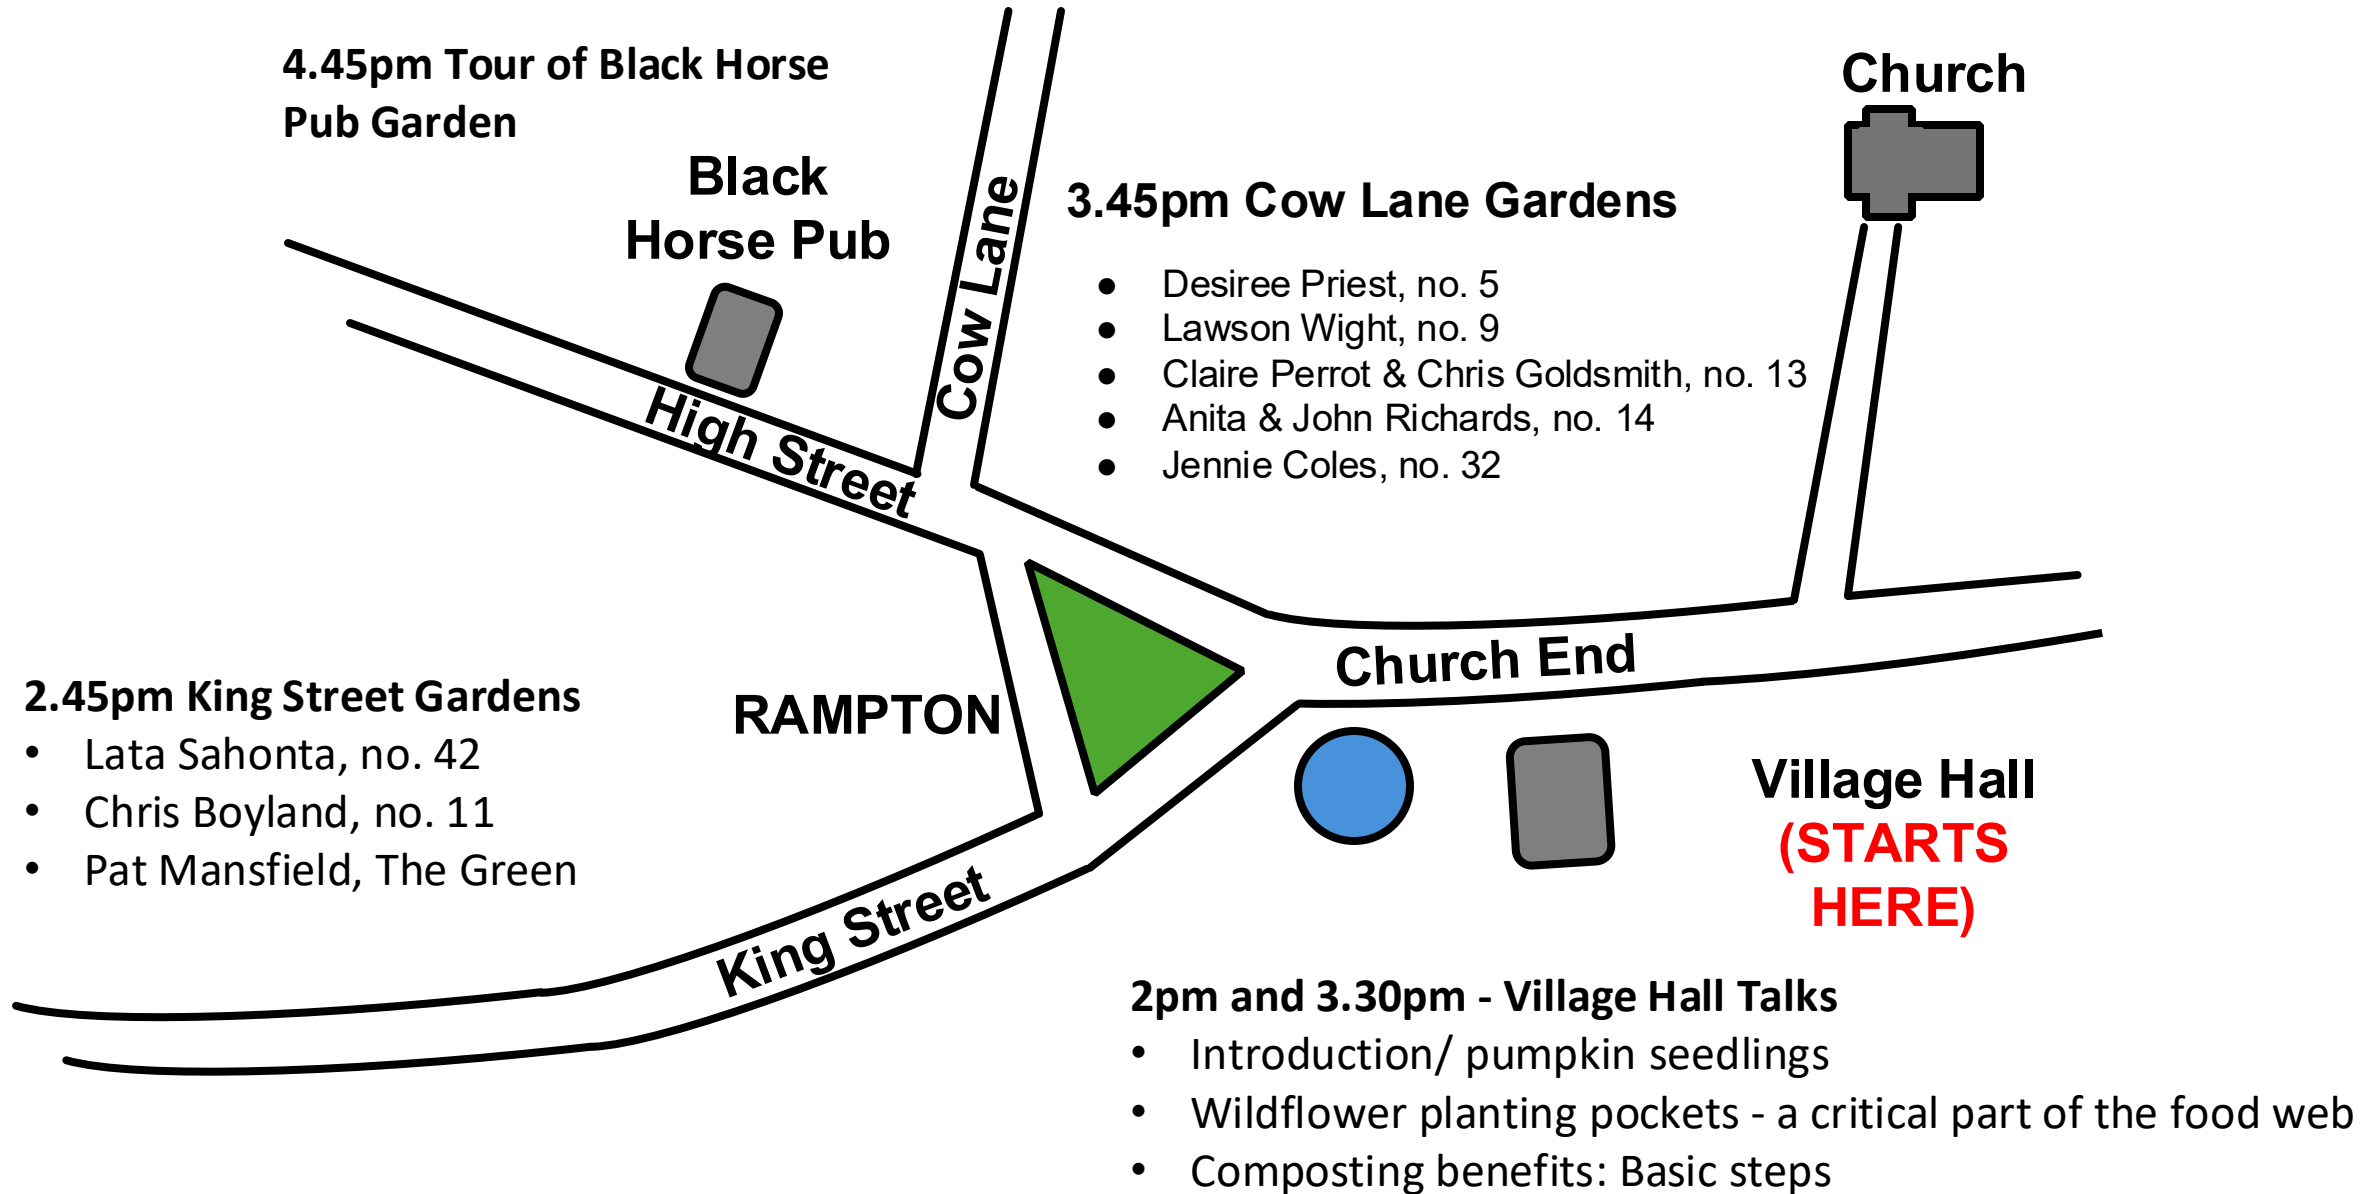 4.45pm Tour of Black Horse
Pub Garden
Black
Horse Pub
High Street
Cow Lane
3.45pm Cow Lane Gardens
● Desiree Priest, no. 5
● Lawson Wight, no. 9
● Claire Perrot & Chris Goldsmith, no. 13
● Anita & John Richards, no. 14
● Jennie Coles, no. 32
Church
Church End
RAMPTON
2.45pm King Street Gardens
• Lata Sahonta, no. 42
• Chris Boyland, no. 11
• Pat Mansfield, The Green
King Street
Village Hall
(STARTS
HERE)
2pm and 3.30pm - Village Hall Talks
• Introduction/ pumpkin seedlings
• Wildflower planting pockets - a critical part of the food web
• Composting benefits: Basic steps